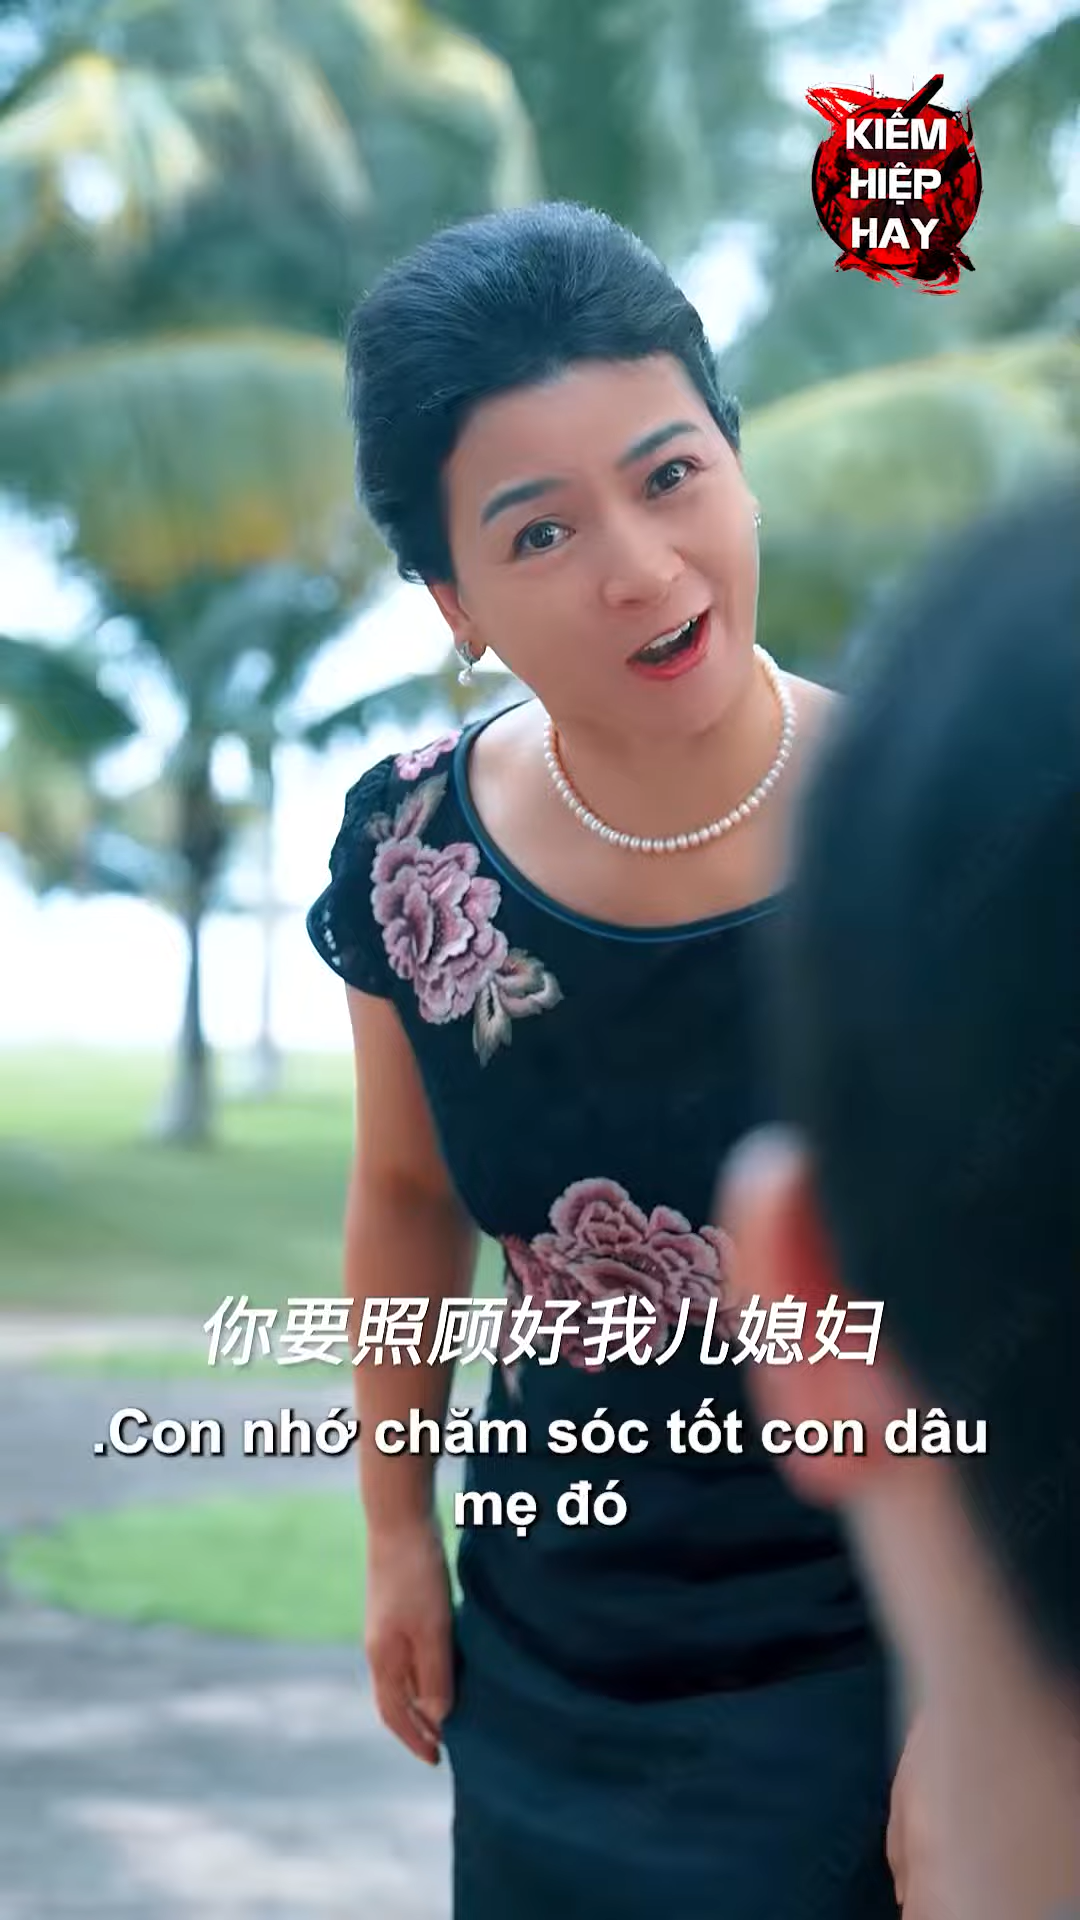 KIẾM
HIỆP
HAY
你要照顾好我儿媳妇
.Con nhớ chăm sóc tốt con dâu
mẹ đó